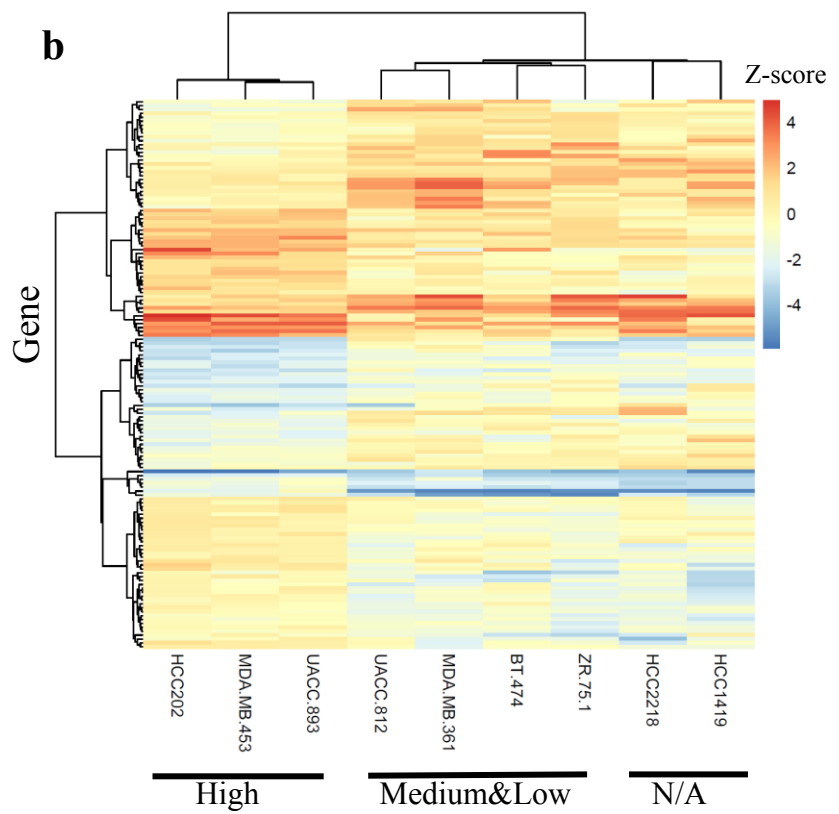 b
Z-score
4
2
0
-2
-4
Gene
HCC202
MDA.MB.453
UACC.893
UACC.812
MDA.MB.361
BT.474
ZR.75.1
HCC2218
HCC1419
High
Medium&Low
N/A